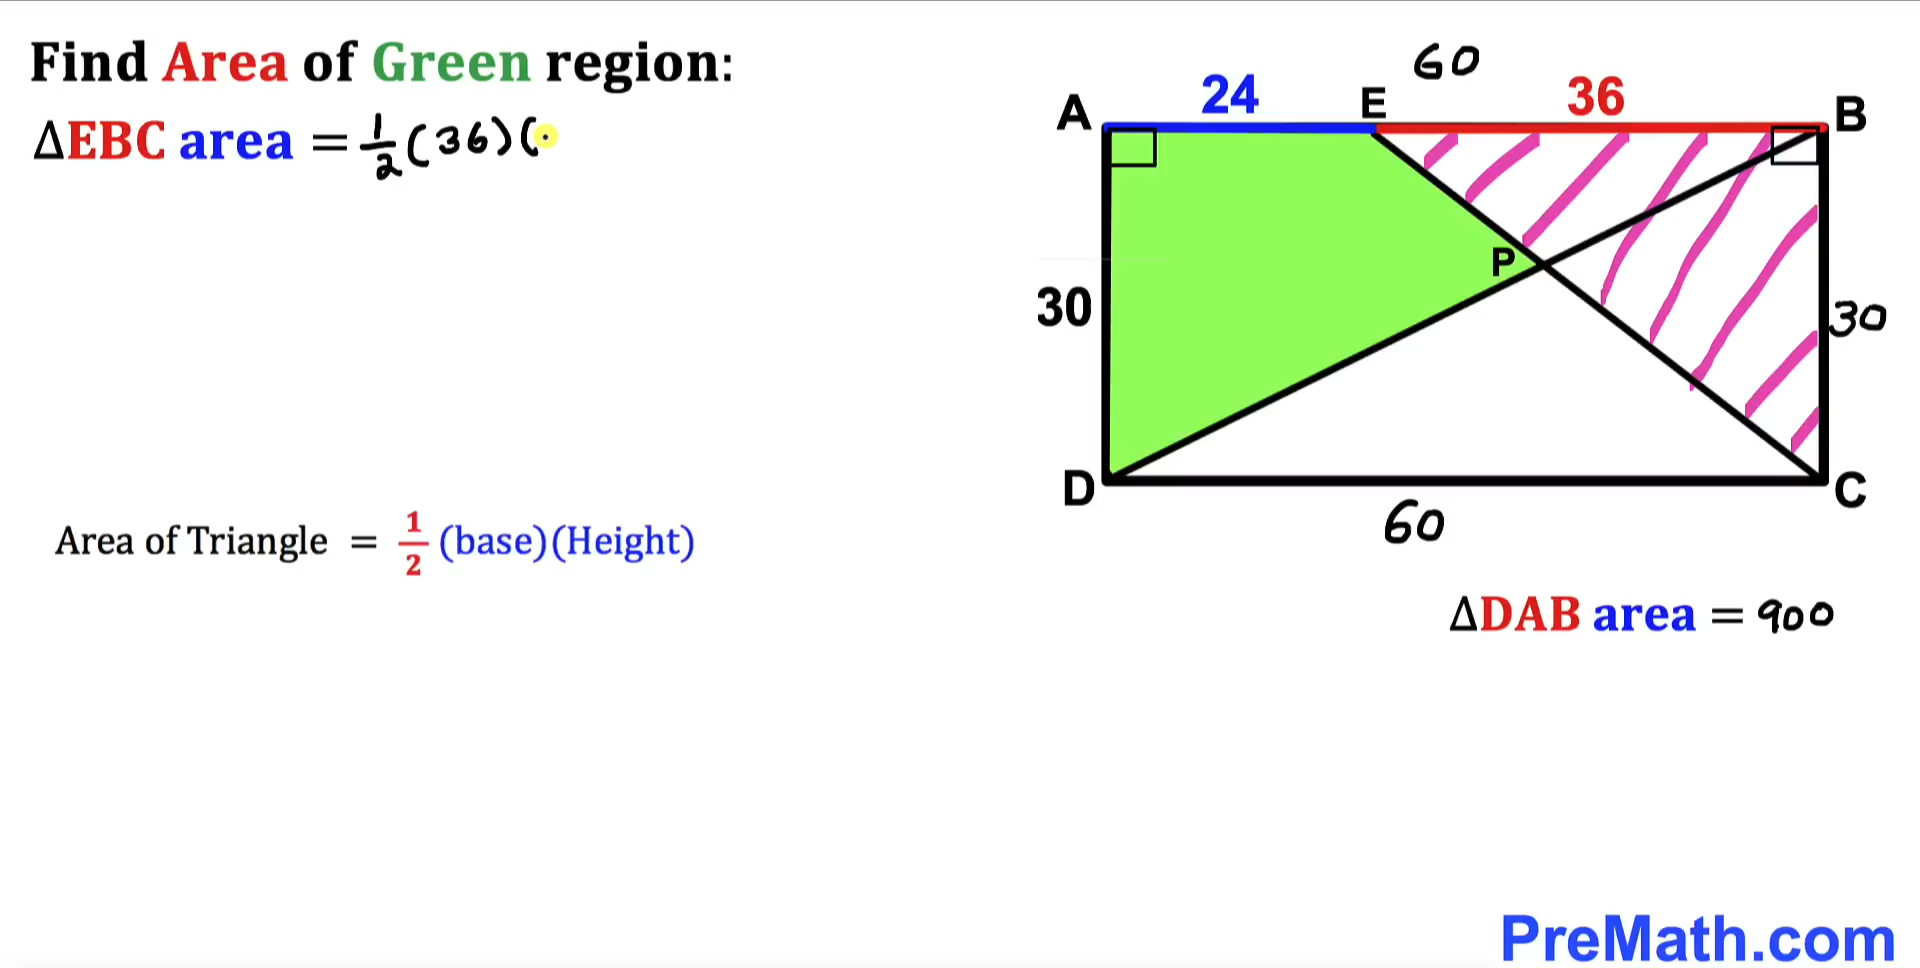 Find Area of Green region:
60
24
E
36
A
B
ΔEBC area = 1/2 (36)(
P
30
30
D
C
60
Area of Triangle = 1/2 (base)(Height)
ΔDAB area = 900
PreMath.com